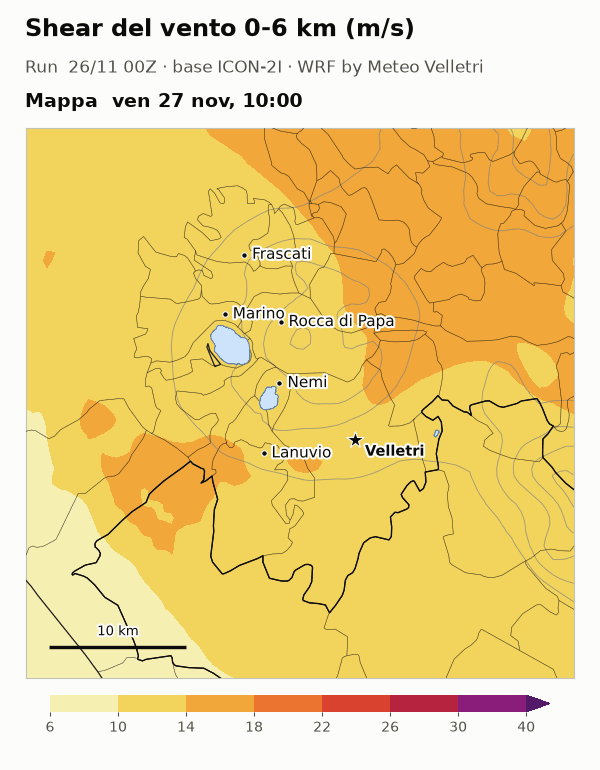 Shear del vento 0-6 km (m/s)
Run  26/11 00Z · base ICON-2I · WRF by Meteo Velletri
Mappa  ven 27 nov, 10:00
Frascati
Marino
Rocca di Papa
Nemi
Velletri
Lanuvio
10 km
6 10 14 18 22 26 30 40